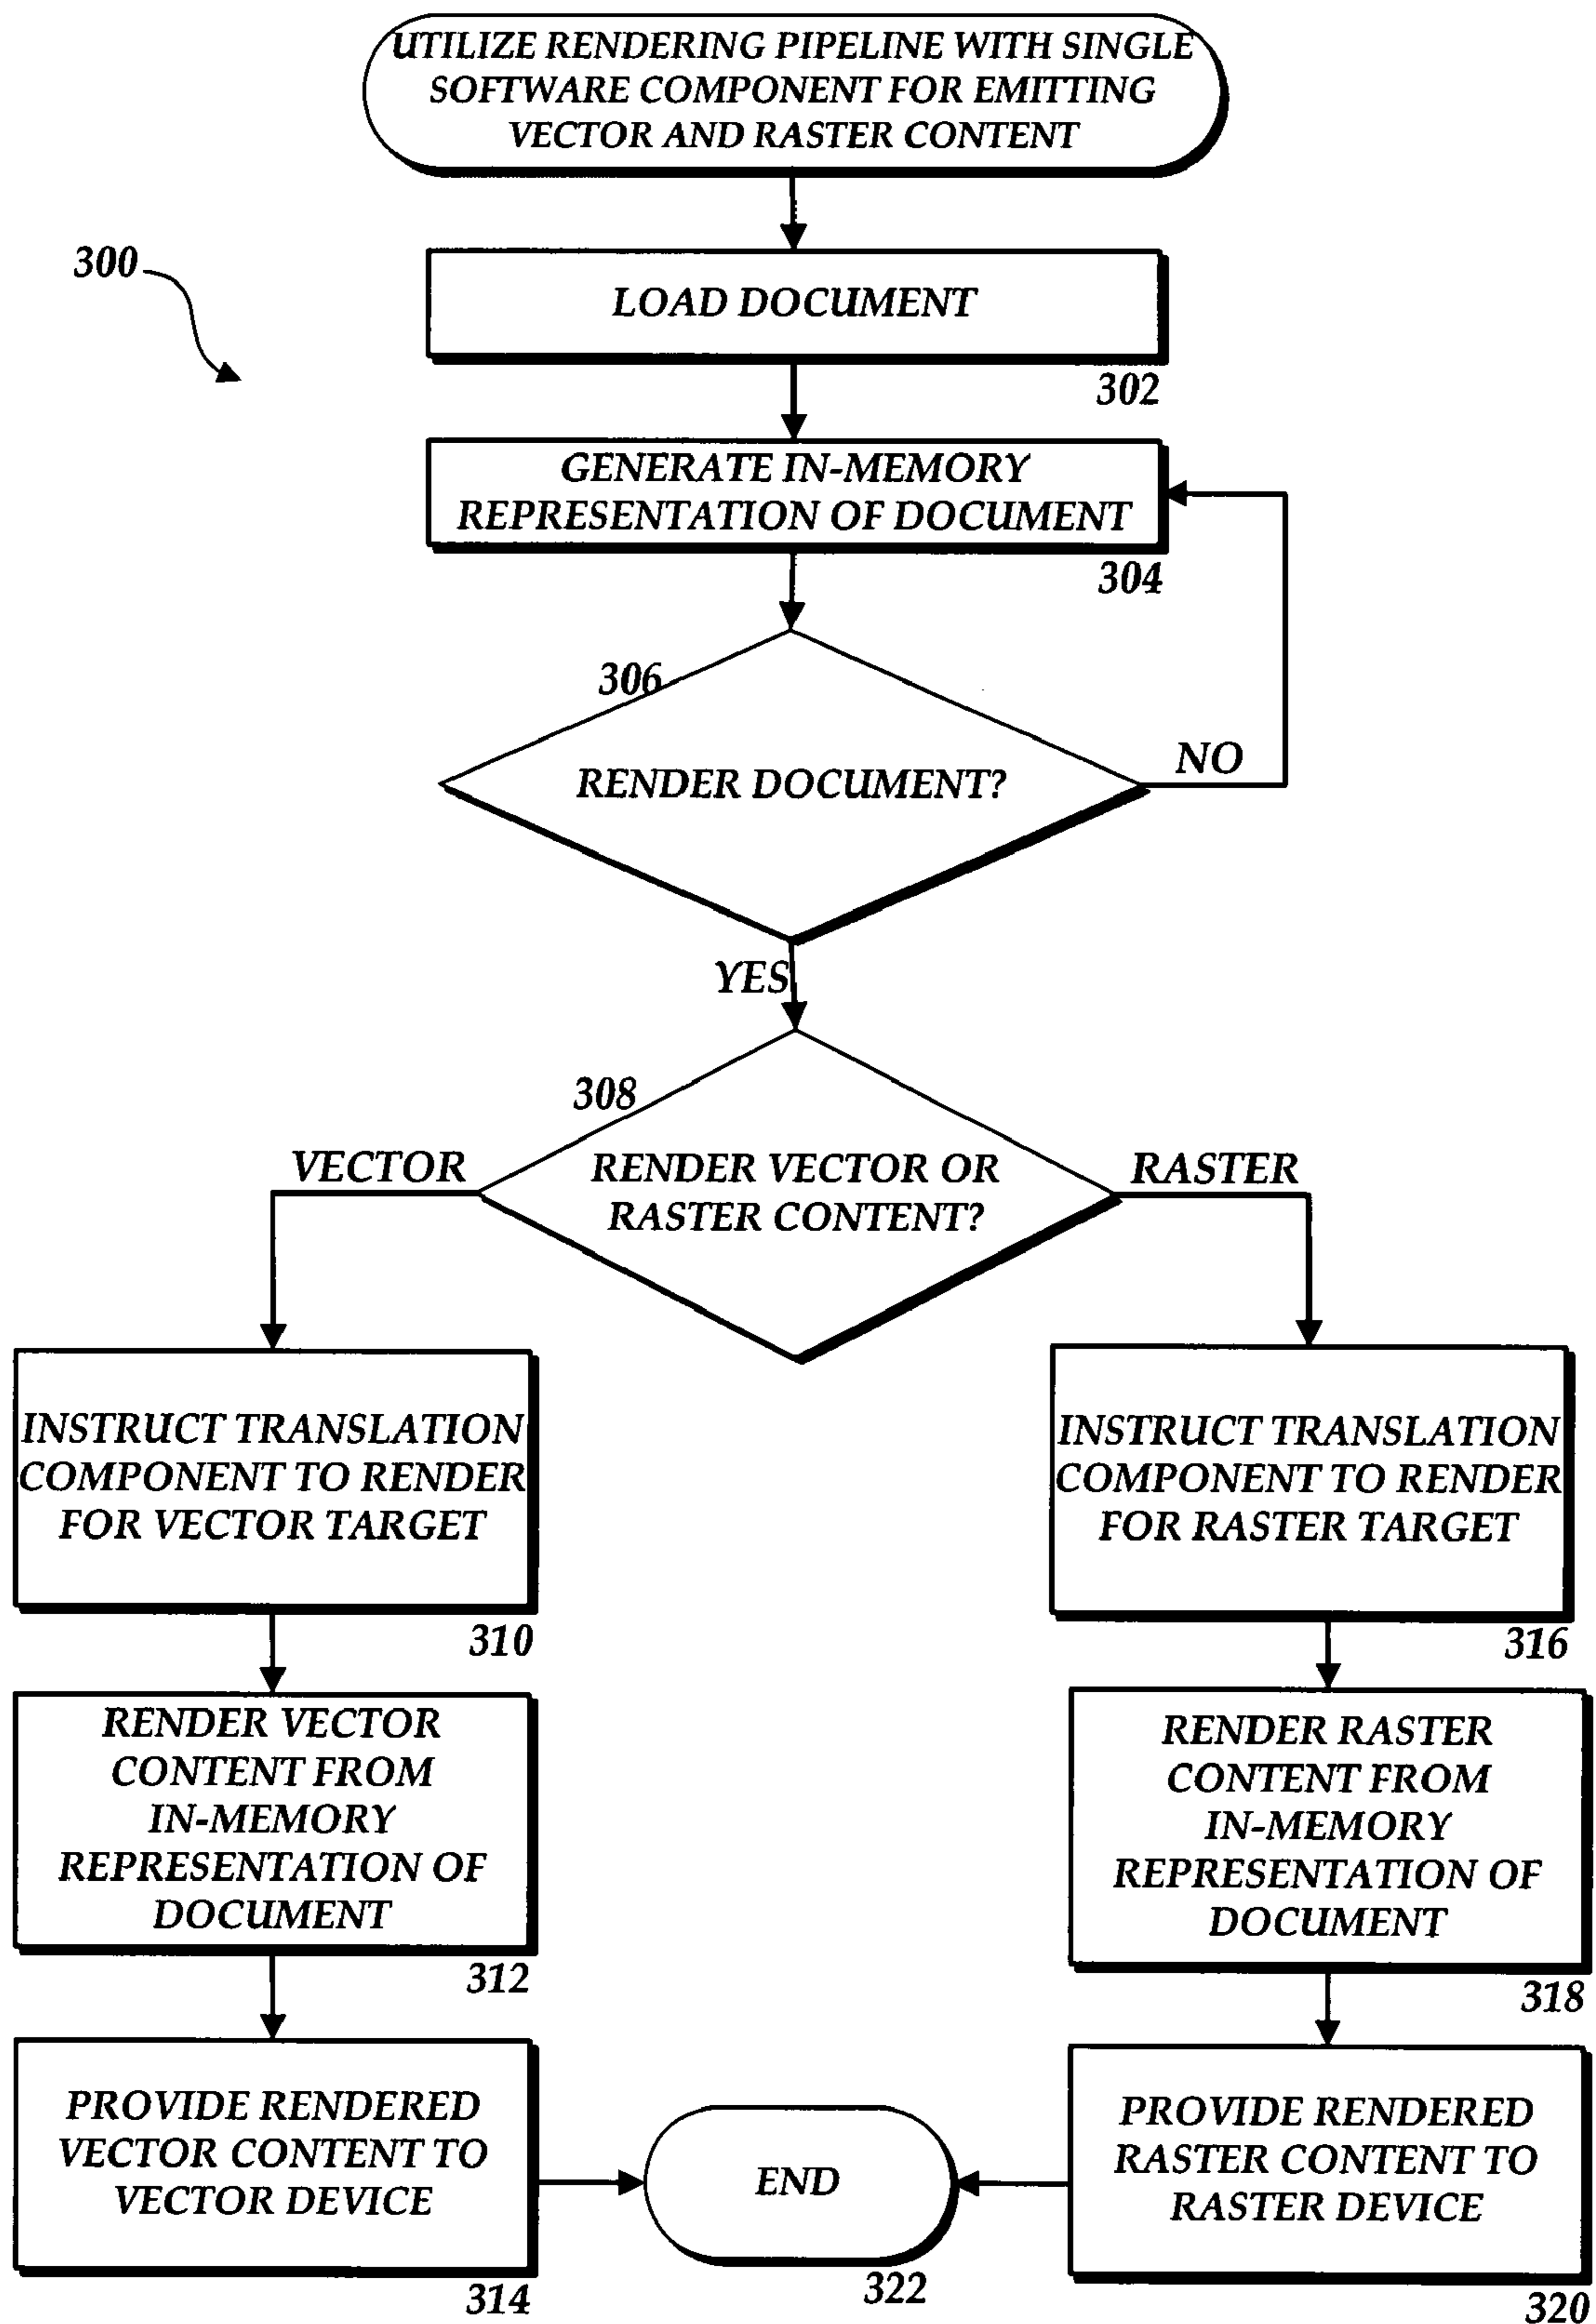 UTILIZE RENDERING PIPELINE WITH SINGLE
SOFTWARE COMPONENT FOR EMITTING
VECTOR AND RASTER CONTENT
300
LOAD DOCUMENT
302
GENERATE IN-MEMORY
REPRESENTATION OF DOCUMENT
304
306
RENDER DOCUMENT?
NO
YES
308
VECTOR
RENDER VECTOR OR
RASTER CONTENT?
RASTER
INSTRUCT TRANSLATION
COMPONENT TO RENDER
FOR VECTOR TARGET
310
INSTRUCT TRANSLATION
COMPONENT TO RENDER
FOR RASTER TARGET
316
RENDER VECTOR
CONTENT FROM
IN-MEMORY
REPRESENTATION OF
DOCUMENT
312
RENDER RASTER
CONTENT FROM
IN-MEMORY
REPRESENTATION OF
DOCUMENT
318
PROVIDE RENDERED
VECTOR CONTENT TO
VECTOR DEVICE
314
END
322
PROVIDE RENDERED
RASTER CONTENT TO
RASTER DEVICE
320